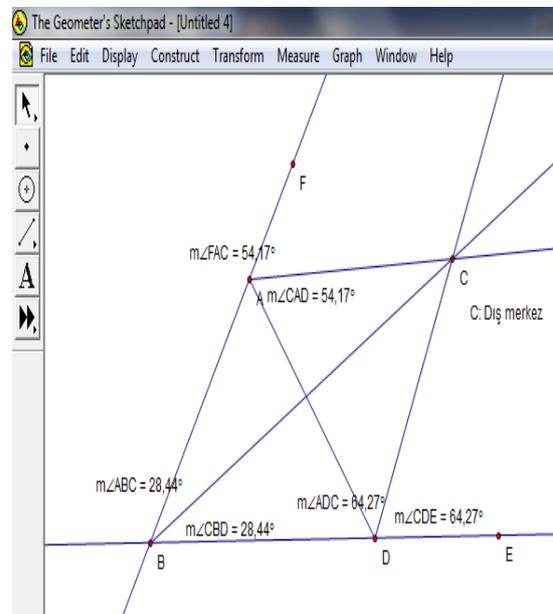 The Geometer's Sketchpad - [Untitled 4]
File Edit Display Construct Transform Measure Graph Window Help
A
F
m∠FAC = 54,17°
A
m∠CAD = 54,17°
C
C: Dış merkez
m∠ABC = 28,44°
m∠ADC = 64,27°
m∠CBD = 28,44°
m∠CDE = 64,27°
B
D
E